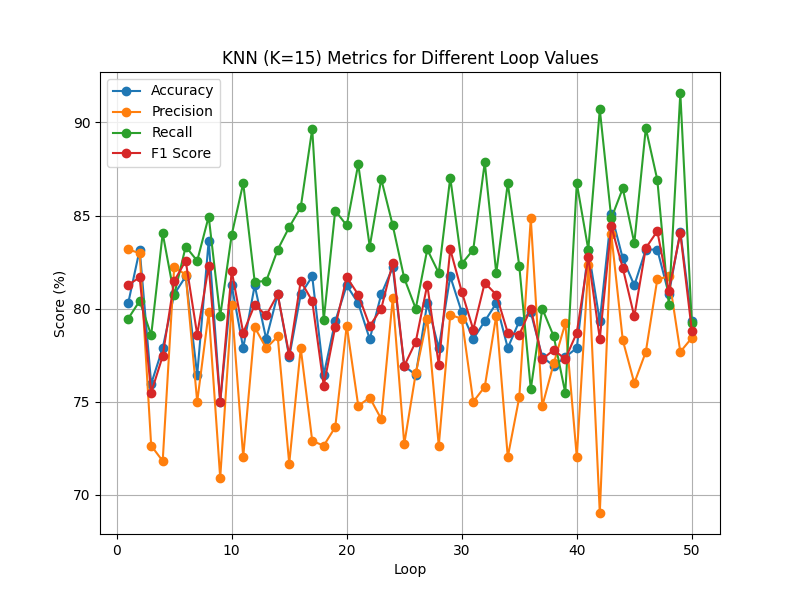 KNN (K=15) Metrics for Different Loop Values
Accuracy
Precision
Recall
F1 Score
Score (%)
90
85
80
75
70
0 10 20 30 40 50
Loop